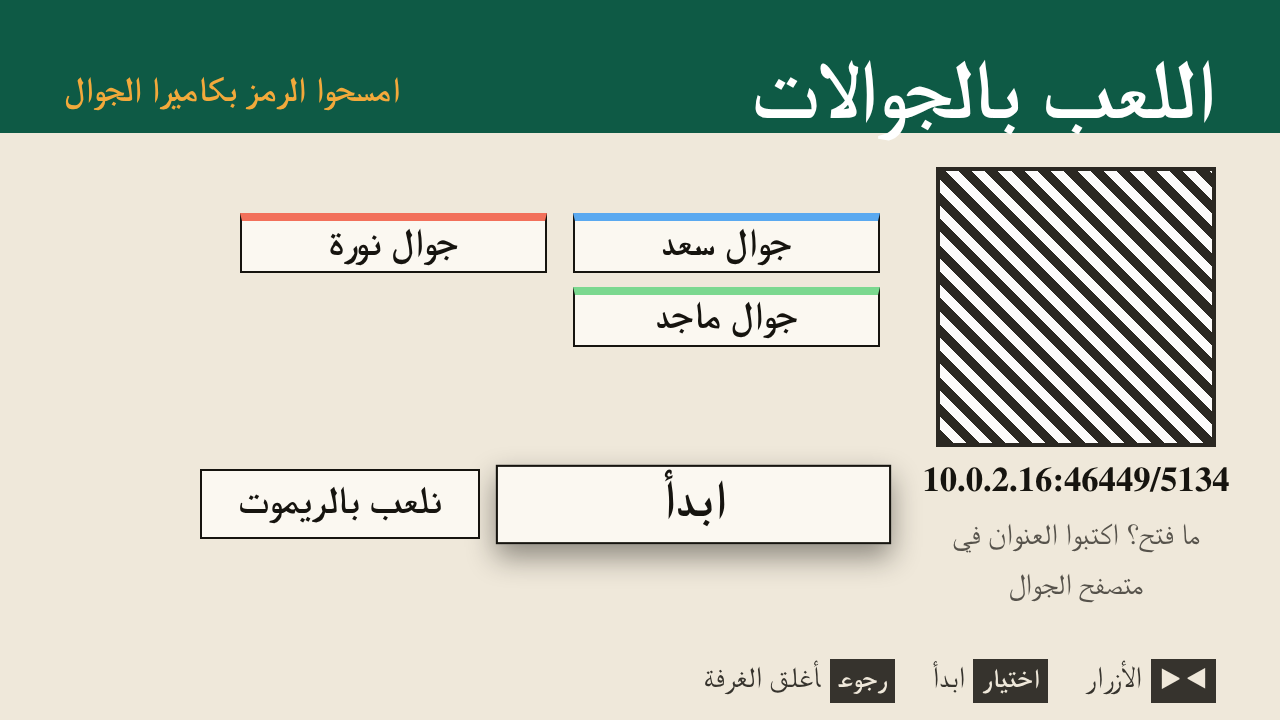 اللعب بالجوالات
امسحوا الرمز بكاميرا الجوال
جوال سعد
جوال نورة
جوال ماجد
ابدأ
نلعب بالريموت
10.0.2.16:46449/5134
ما فتح؟ اكتبوا العنوان في
متصفح الجوال
الأزرار
اختيار ابدأ
رجوع أغلق الغرفة